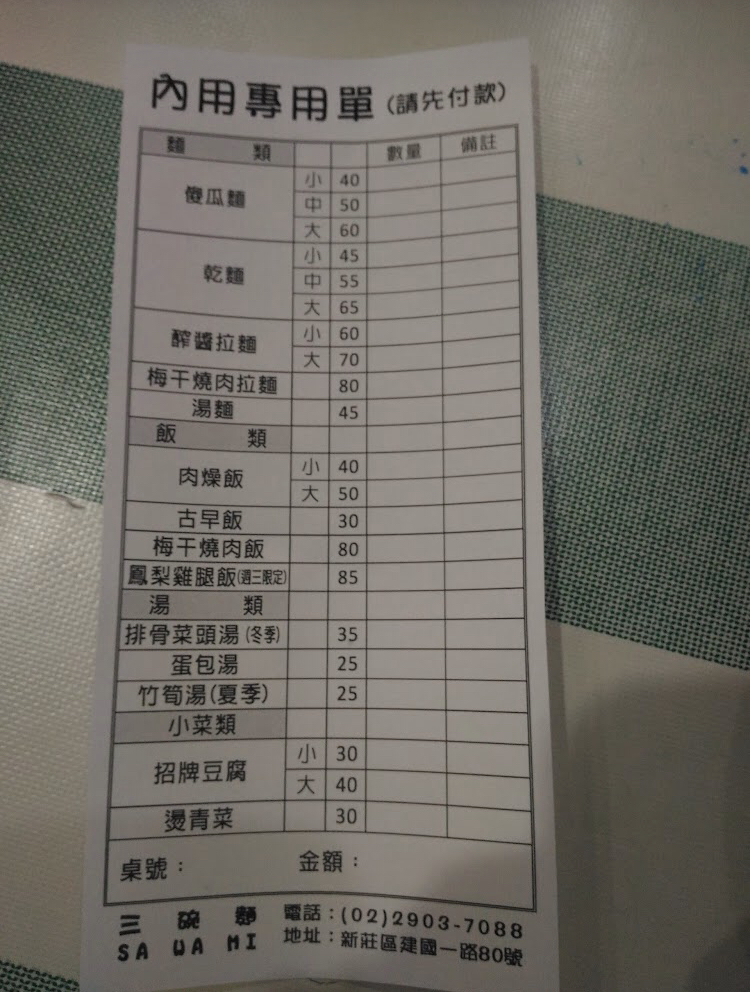 內用專用單(請先付款)
麵 類 數量 備註
傻瓜麵 小 40
中 50
大 60
乾麵 小 45
中 55
大 65
醡醬拉麵 小 60
大 70
梅干燒肉拉麵 80
湯麵 45
飯 類
肉燥飯 小 40
大 50
古早飯 30
梅干燒肉飯 80
鳳梨雞腿飯(週三限定) 85
湯 類
排骨菜頭湯(冬季) 35
蛋包湯 25
竹筍湯(夏季) 25
小菜類
招牌豆腐 小 30
大 40
燙青菜 30
桌號： 金額：
三碗麵 電話：(02)2903-7088
SA WA MI 地址：新莊區建國一路80號